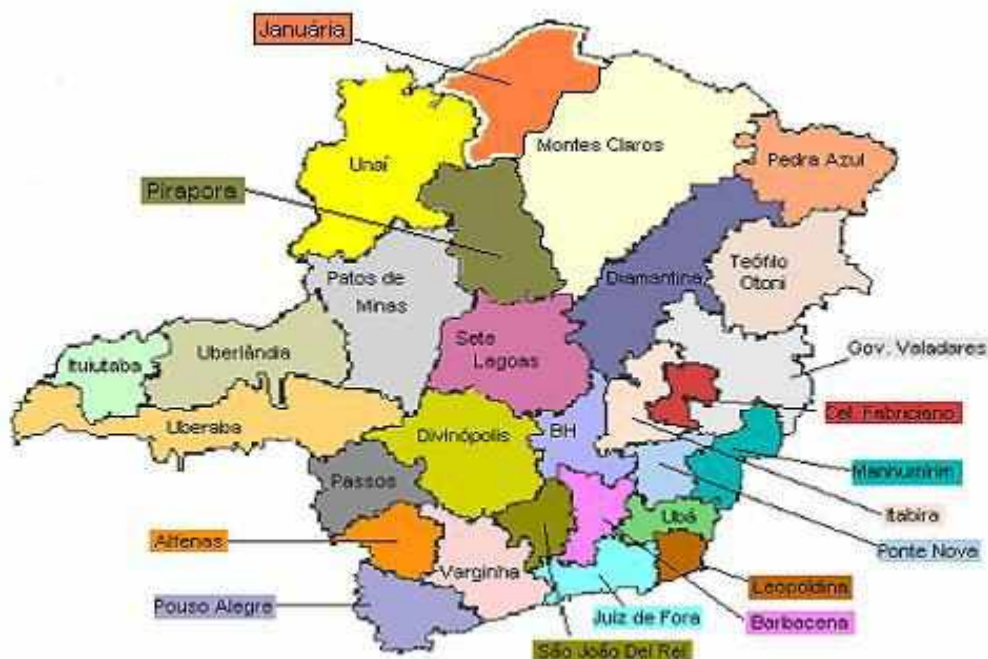 Januária
Montes Claros
Unaí
Pedra Azul
Pirapora
Teófilo
Otoni
Diamantina
Patos de
Minas
Sete
Lagoas
Gov. Valadares
Uberlândia
Ituiutaba
Cel. Fabriciano
Uberaba
Divinópolis
BH
Manhumirim
Passos
Itabira
Ubá
Alfenas
Ponte Nova
Varginha
Leopoldina
Pouso Alegre
Juiz de Fora
Barbacena
São João Del Rei